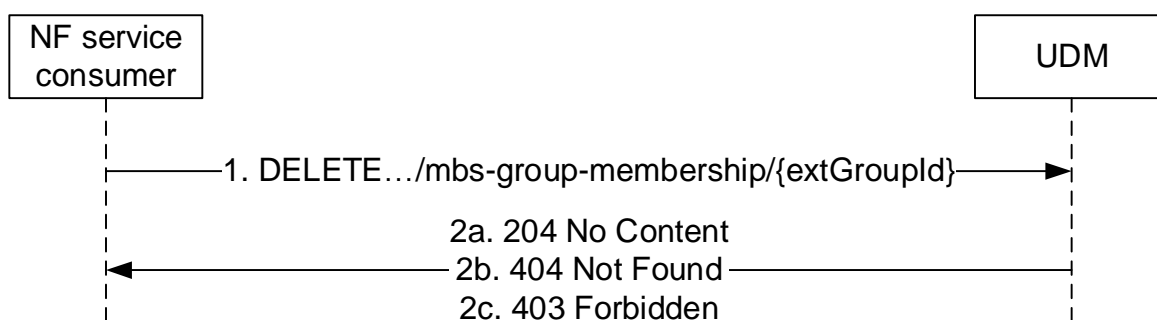 NF service
consumer
UDM
1. DELETE…/mbs-group-membership/{extGroupId}
2a. 204 No Content
2b. 404 Not Found
2c. 403 Forbidden